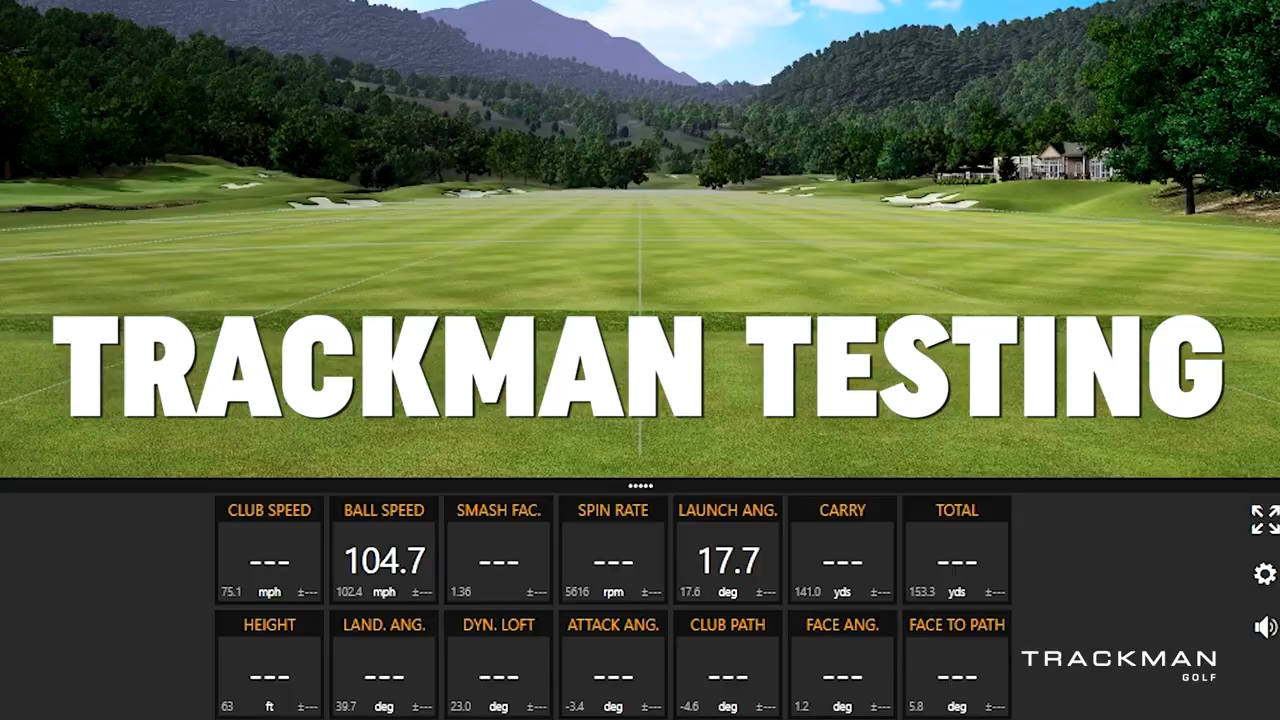 TRACKMAN TESTING
CLUB SPEED BALL SPEED SMASH FAC. SPIN RATE LAUNCH ANG. CARRY TOTAL
--- 104.7 --- --- 17.7 --- ---
75.1 mph ±--- 102.4 mph ±--- 1.36 ±--- 5616 rpm ±--- 17.6 deg ±--- 141.0 yds ±--- 153.3 yds ±---
HEIGHT LAND. ANG. DYN. LOFT ATTACK ANG. CLUB PATH FACE ANG. FACE TO PATH
--- --- --- --- --- --- ---
63 ft ±--- 39.7 deg ±--- 23.0 deg ±--- -3.4 deg ±--- -4.6 deg ±--- 1.2 deg ±--- 5.8 deg ±---
TRACKMAN
GOLF